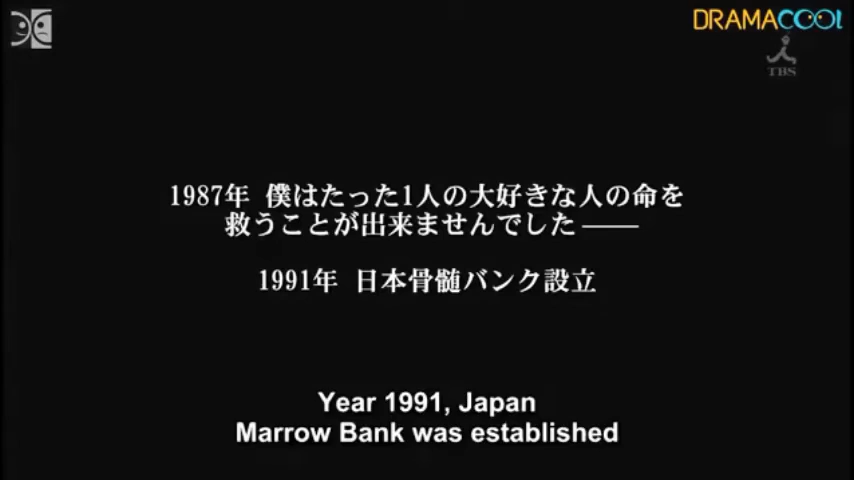 DRAMACOOL
TBS
1987年 僕はたった1人の大好きな人の命を
救うことが出来ませんでした――
1991年 日本骨髄バンク設立
Year 1991, Japan
Marrow Bank was established